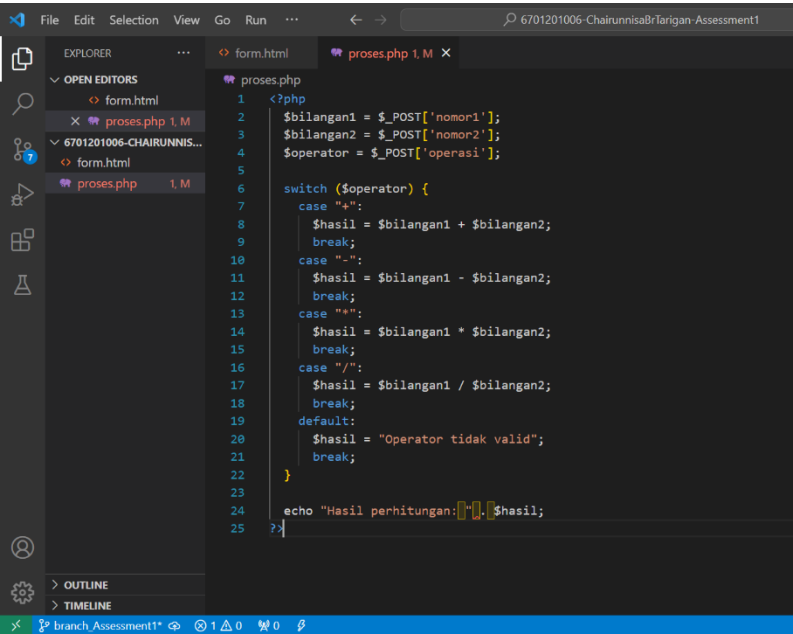 File Edit Selection View Go Run ··· ← → 6701201006-ChairunnisaBrTarigan-Assessment1
EXPLORER ···
OPEN EDITORS
form.html
× proses.php 1, M
6701201006-CHAIRUNNIS...
form.html
proses.php 1, M
7
form.html proses.php 1, M ×
proses.php
1 <?php
2 $bilangan1 = $_POST['nomor1'];
3 $bilangan2 = $_POST['nomor2'];
4 $operator = $_POST['operasi'];
5
6 switch ($operator) {
7 case "+":
8 $hasil = $bilangan1 + $bilangan2;
9 break;
10 case "-":
11 $hasil = $bilangan1 - $bilangan2;
12 break;
13 case "*":
14 $hasil = $bilangan1 * $bilangan2;
15 break;
16 case "/":
17 $hasil = $bilangan1 / $bilangan2;
18 break;
19 default:
20 $hasil = "Operator tidak valid";
21 break;
22 }
23
24 echo "Hasil perhitungan: " . $hasil;
25 ?>
OUTLINE
TIMELINE
branch_Assessment1* 1 0 0